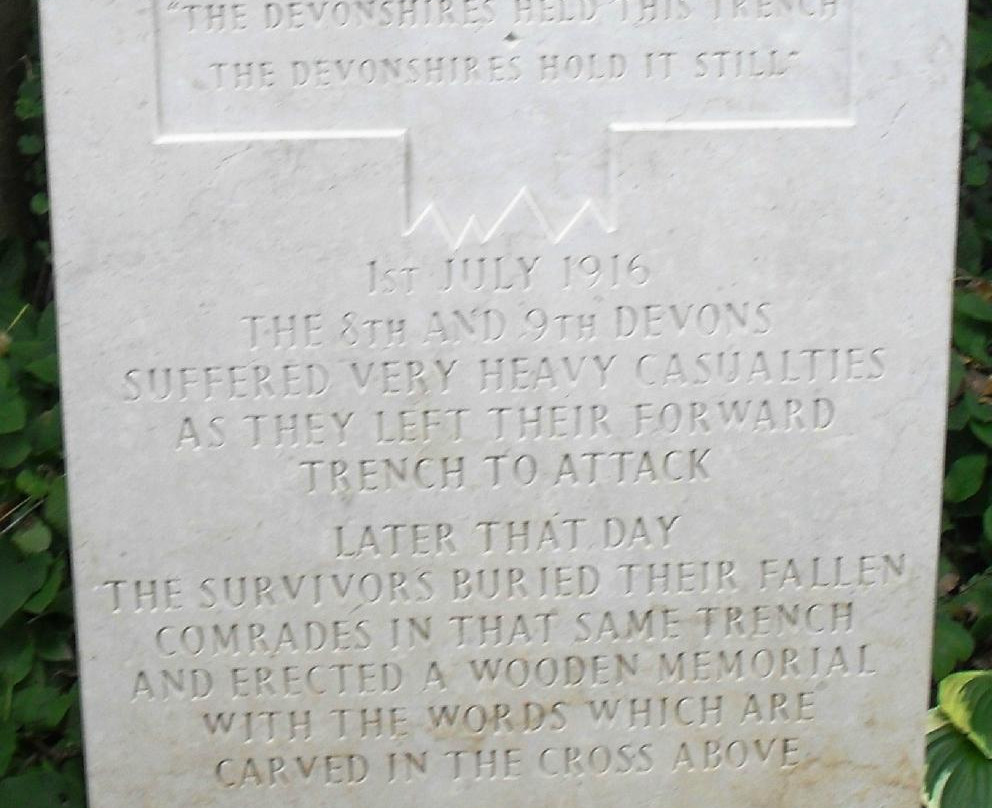 "THE DEVONSHIRES HELD THIS TRENCH
THE DEVONSHIRES HOLD IT STILL"
1ST JULY 1916
THE 8TH AND 9TH DEVONS
SUFFERED VERY HEAVY CASUALTIES
AS THEY LEFT THEIR FORWARD
TRENCH TO ATTACK
LATER THAT DAY
THE SURVIVORS BURIED THEIR FALLEN
COMRADES IN THAT SAME TRENCH
AND ERECTED A WOODEN MEMORIAL
WITH THE WORDS WHICH ARE
CARVED IN THE CROSS ABOVE